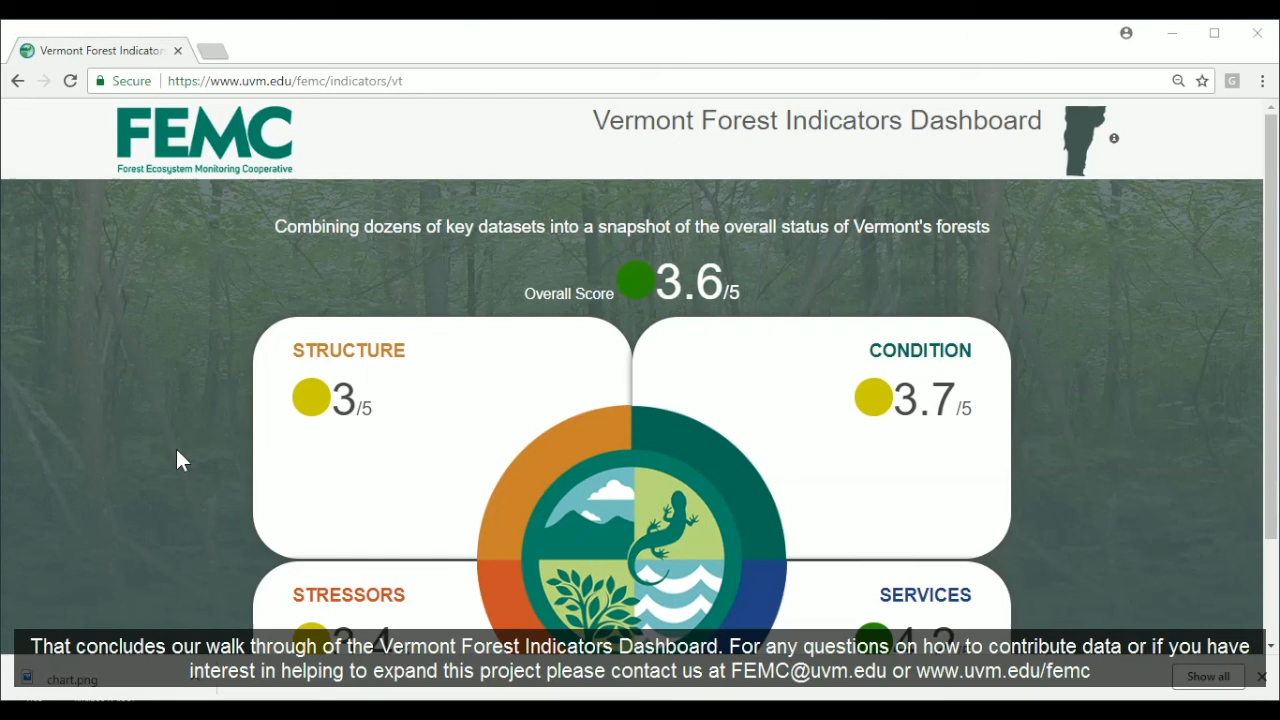 Vermont Forest Indicator
Secure
https://www.uvm.edu/femc/indicators/vt
G
FEMC
Forest Ecosystem Monitoring Cooperative
Vermont Forest Indicators Dashboard
Combining dozens of key datasets into a snapshot of the overall status of Vermont's forests
Overall Score 3.6/5
STRUCTURE
3/5
CONDITION
3.7/5
STRESSORS
SERVICES
That concludes our walk through of the Vermont Forest Indicators Dashboard. For any questions on how to contribute data or if you have
interest in helping to expand this project please contact us at FEMC@uvm.edu or www.uvm.edu/femc
chart.png
Show all